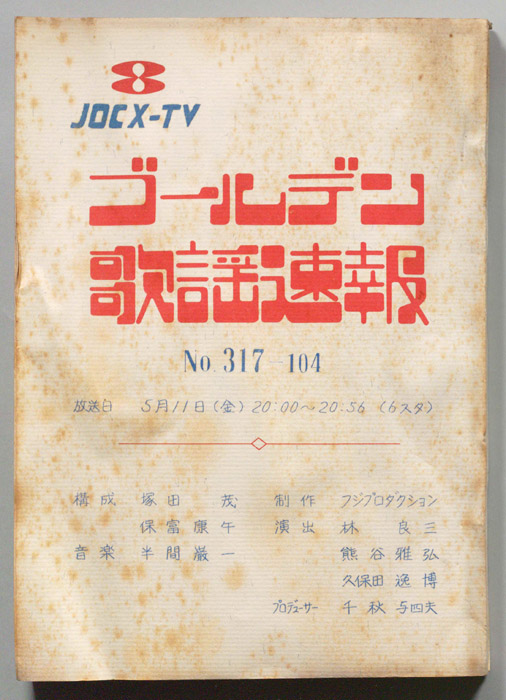 8
JOCX-TV
ゴールデン
歌謡速報
No. 317 104
放送日 5月11日(金)20:00~20:56 (6スタ)
構成 塚田 茂 制作 フジプロダクション
保富康午 演出 林 良三
音楽 半間巌一 熊谷雅弘
久保田逸博
プロデューサー 千秋与四夫